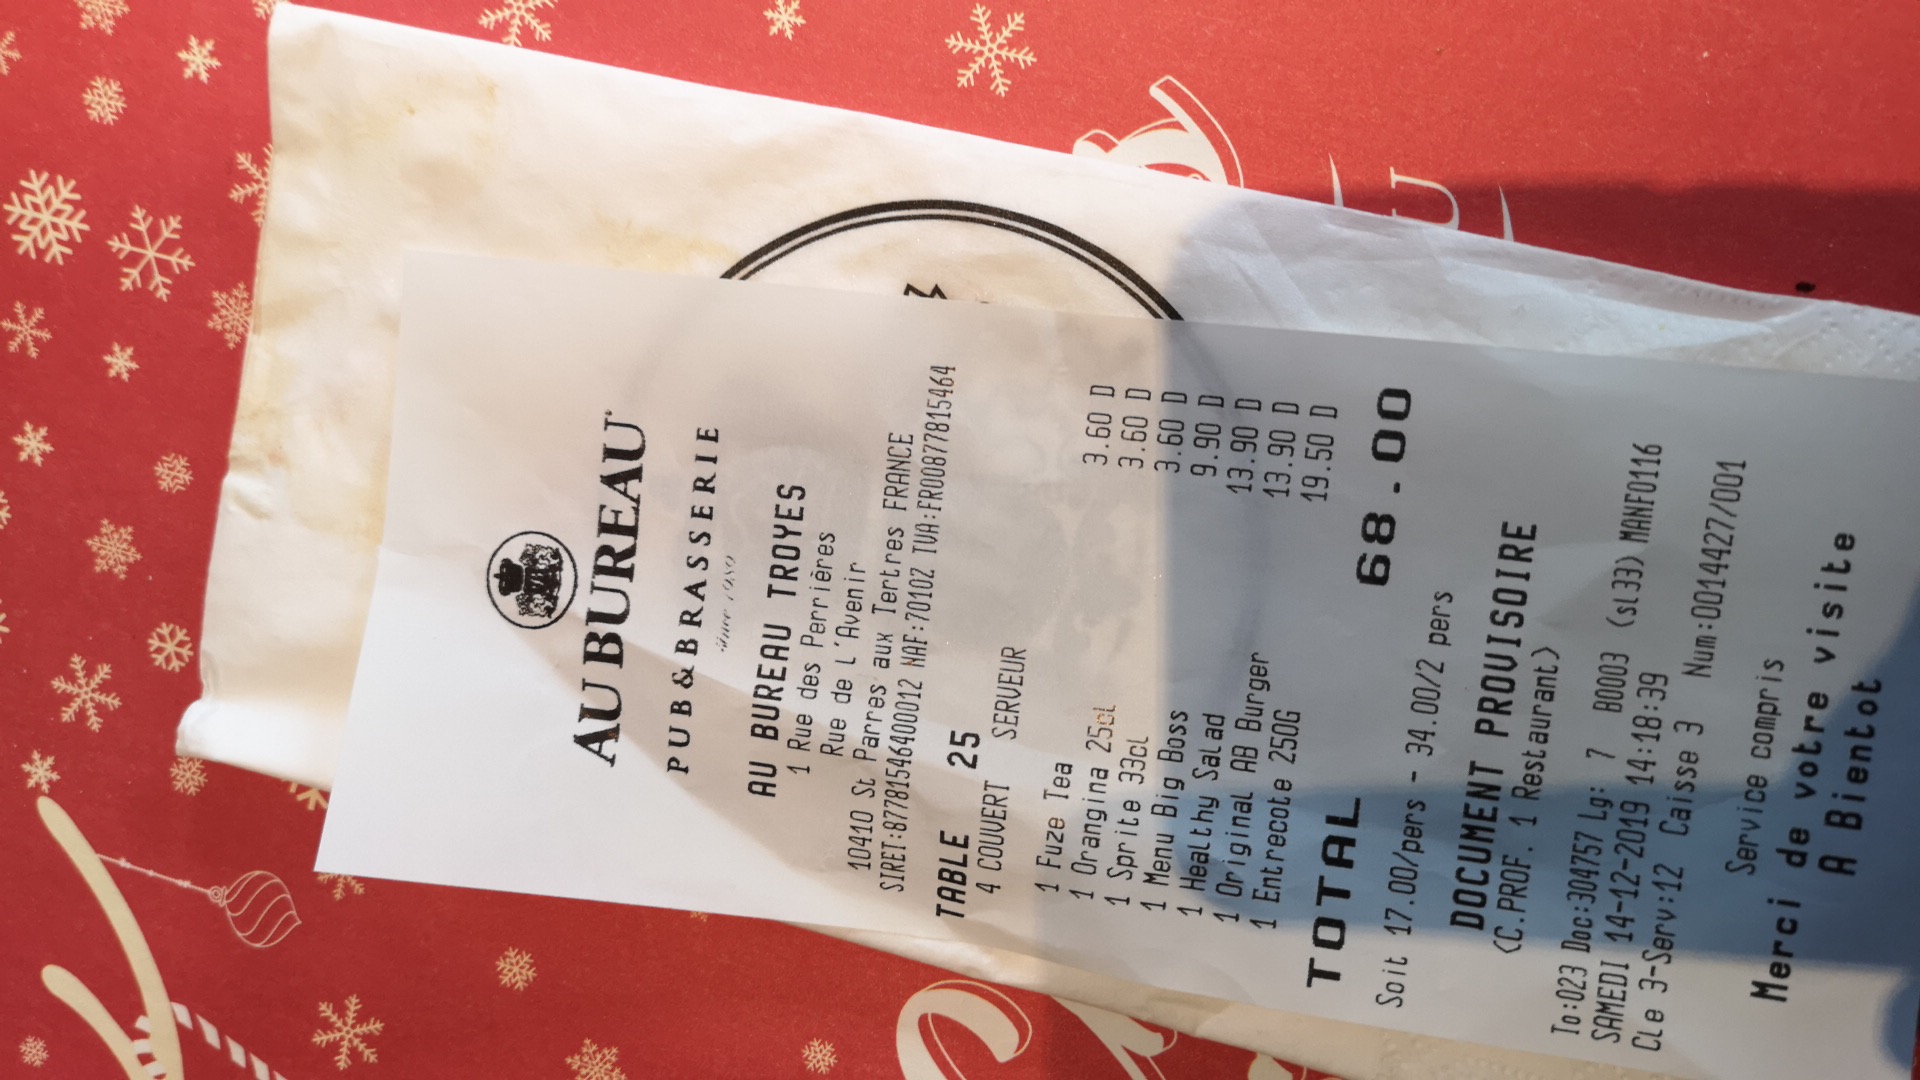 AU BUREAU
PUB & BRASSERIE
since 1989
AU BUREAU TROYES
1 Rue des Perrières
Rue de L'Avenir
10410 St Parres aux Tertres FRANCE
SIRET:87781546400012 NAF:7010Z TVA:FR00877815464
TABLE 25
4 COUVERT SERVEUR
1 Fuze Tea 3.60 D
1 Orangina 25cl 3.60 D
1 Sprite 33cl 3.60 D
1 Menu Big Boss 9.90 D
1 Healthy Salad 13.90 D
1 Original AB Burger 13.90 D
1 Entrecote 250G 19.50 D
TOTAL 68.00
Soit 17.00/pers - 34.00/2 pers
DOCUMENT PROVISOIRE
(C.PROF. 1 Restaurant)
To:023 Doc:304757 Lg: 7 B0003 (sl33) MANF0116
SAMEDI 14-12-2019 14:18:39
Cle 3-Serv:12 Caisse 3 Num:00144427/001
Service compris
Merci de votre visite
A Bientot